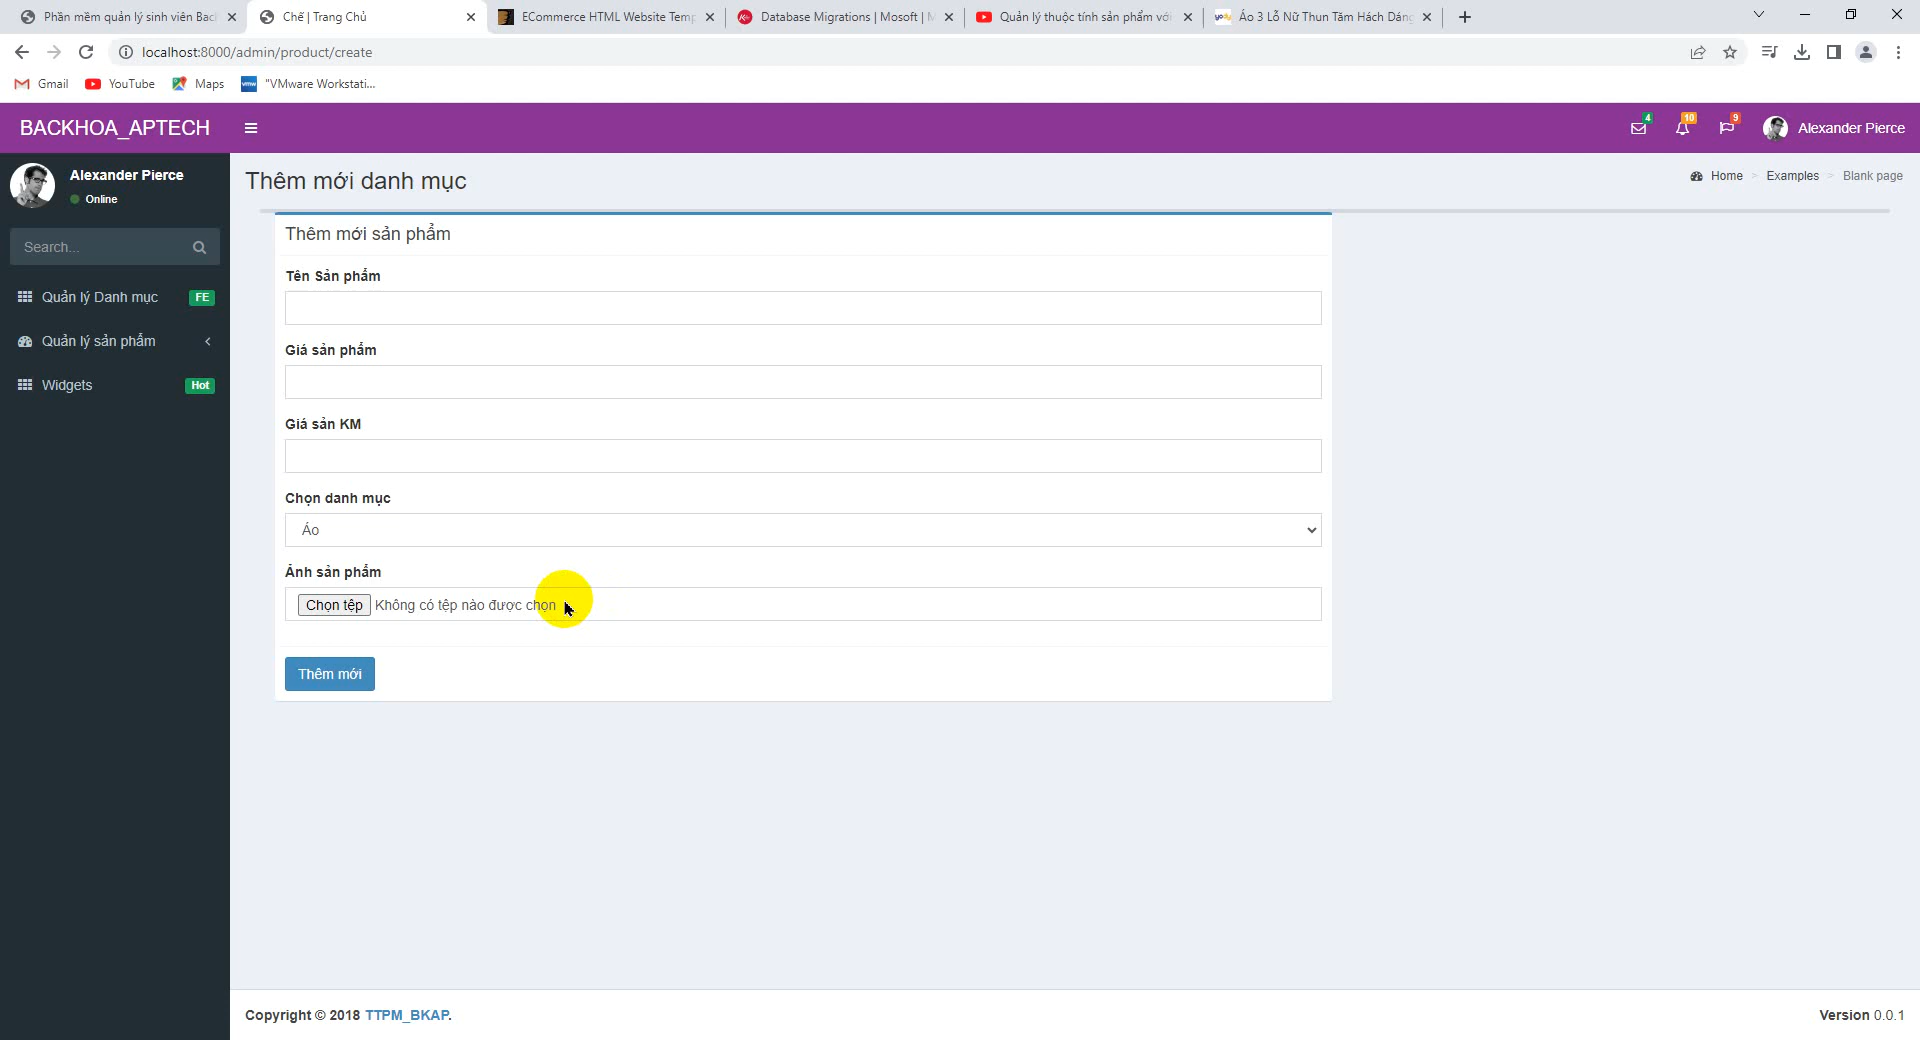 Phần mềm quản lý sinh viên Bac
Chế | Trang Chủ
ECommerce HTML Website Temp
Database Migrations | Mosoft | M
Quản lý thuộc tính sản phẩm với
Áo 3 Lỗ Nữ Thun Tăm Hách Dáng
localhost:8000/admin/product/create
Gmail
YouTube
Maps
"VMware Workstati...
BACKHOA_APTECH
4
10
9
Alexander Pierce
Alexander Pierce
Online
Search...
Quản lý Danh mục
FE
Quản lý sản phẩm
Widgets
Hot
Thêm mới danh mục
Home > Examples > Blank page
Thêm mới sản phẩm
Tên Sản phẩm
Giá sản phẩm
Giá sản KM
Chọn danh mục
Áo
Ảnh sản phẩm
Chọn tệp Không có tệp nào được chọn
Thêm mới
Copyright © 2018 TTPM_BKAP.
Version 0.0.1